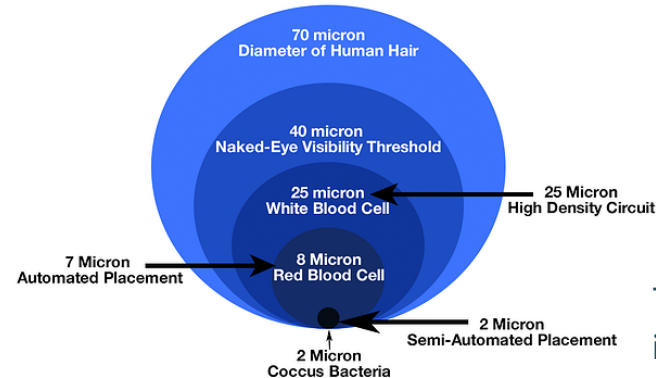 70 micron
Diameter of Human Hair
40 micron
Naked-Eye Visibility Threshold
25 micron
White Blood Cell
25 Micron
High Density Circuit
8 Micron
Red Blood Cell
7 Micron
Automated Placement
2 Micron
Semi-Automated Placement
2 Micron
Coccus Bacteria